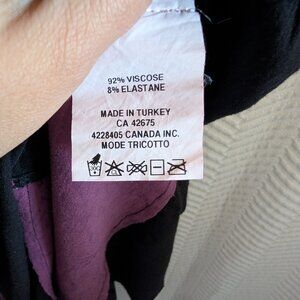 92% VISCOSE
8% ELASTANE
MADE IN TURKEY
CA 42675
4228405 CANADA INC.
MODE TRICOTTO